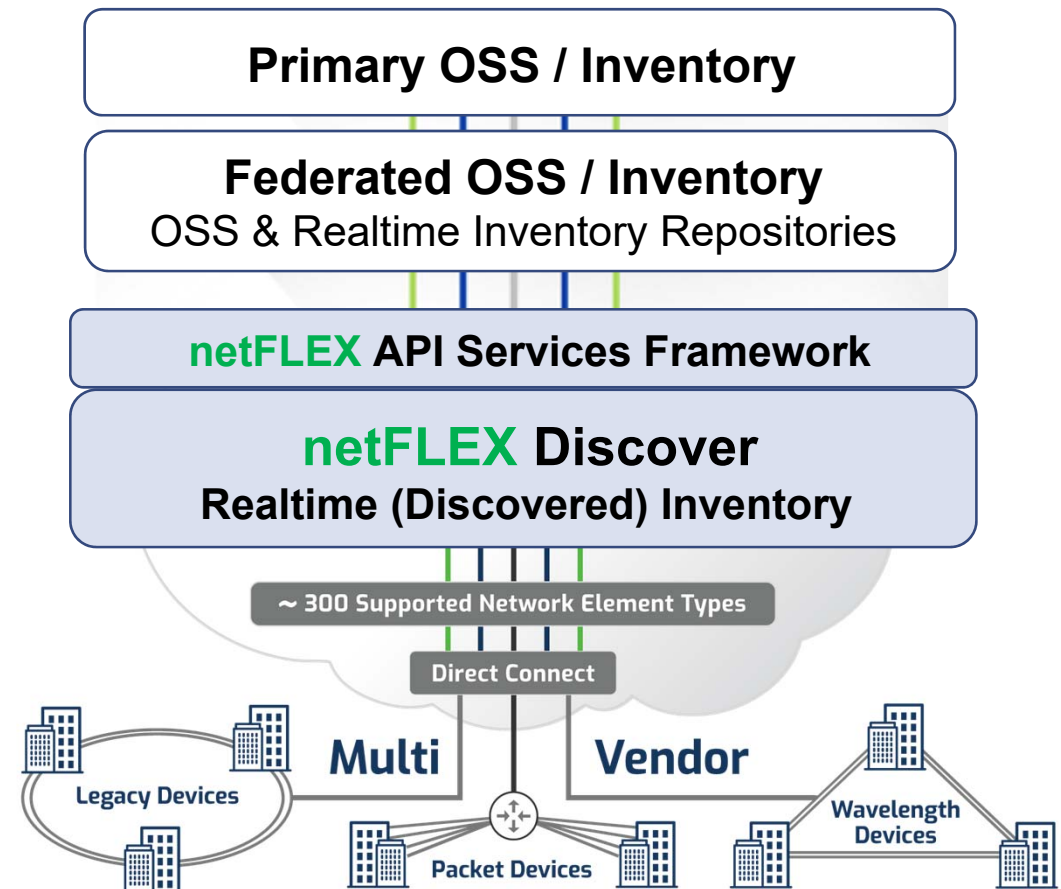 Primary OSS / Inventory
Federated OSS / Inventory
OSS & Realtime Inventory Repositories
netFLEX API Services Framework
netFLEX Discover
Realtime (Discovered) Inventory
~ 300 Supported Network Element Types
Direct Connect
Multi Vendor
Legacy Devices
Wavelength
Devices
Packet Devices